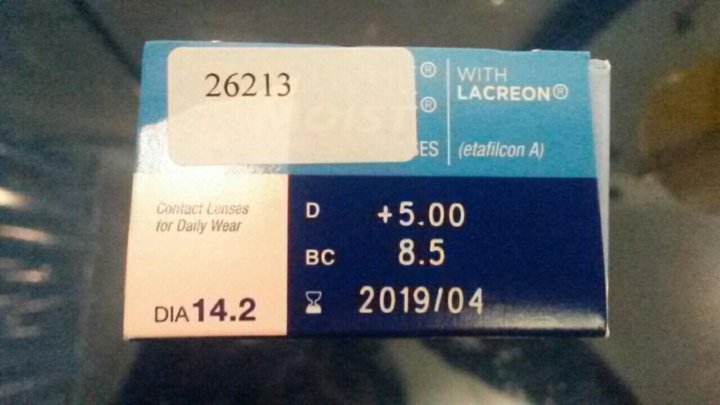 26213
®
®
WITH
LACREON®
(etafilcon A)
Contact Lenses
for Daily Wear
DIA 14.2
D +5.00
BC 8.5
2019/04